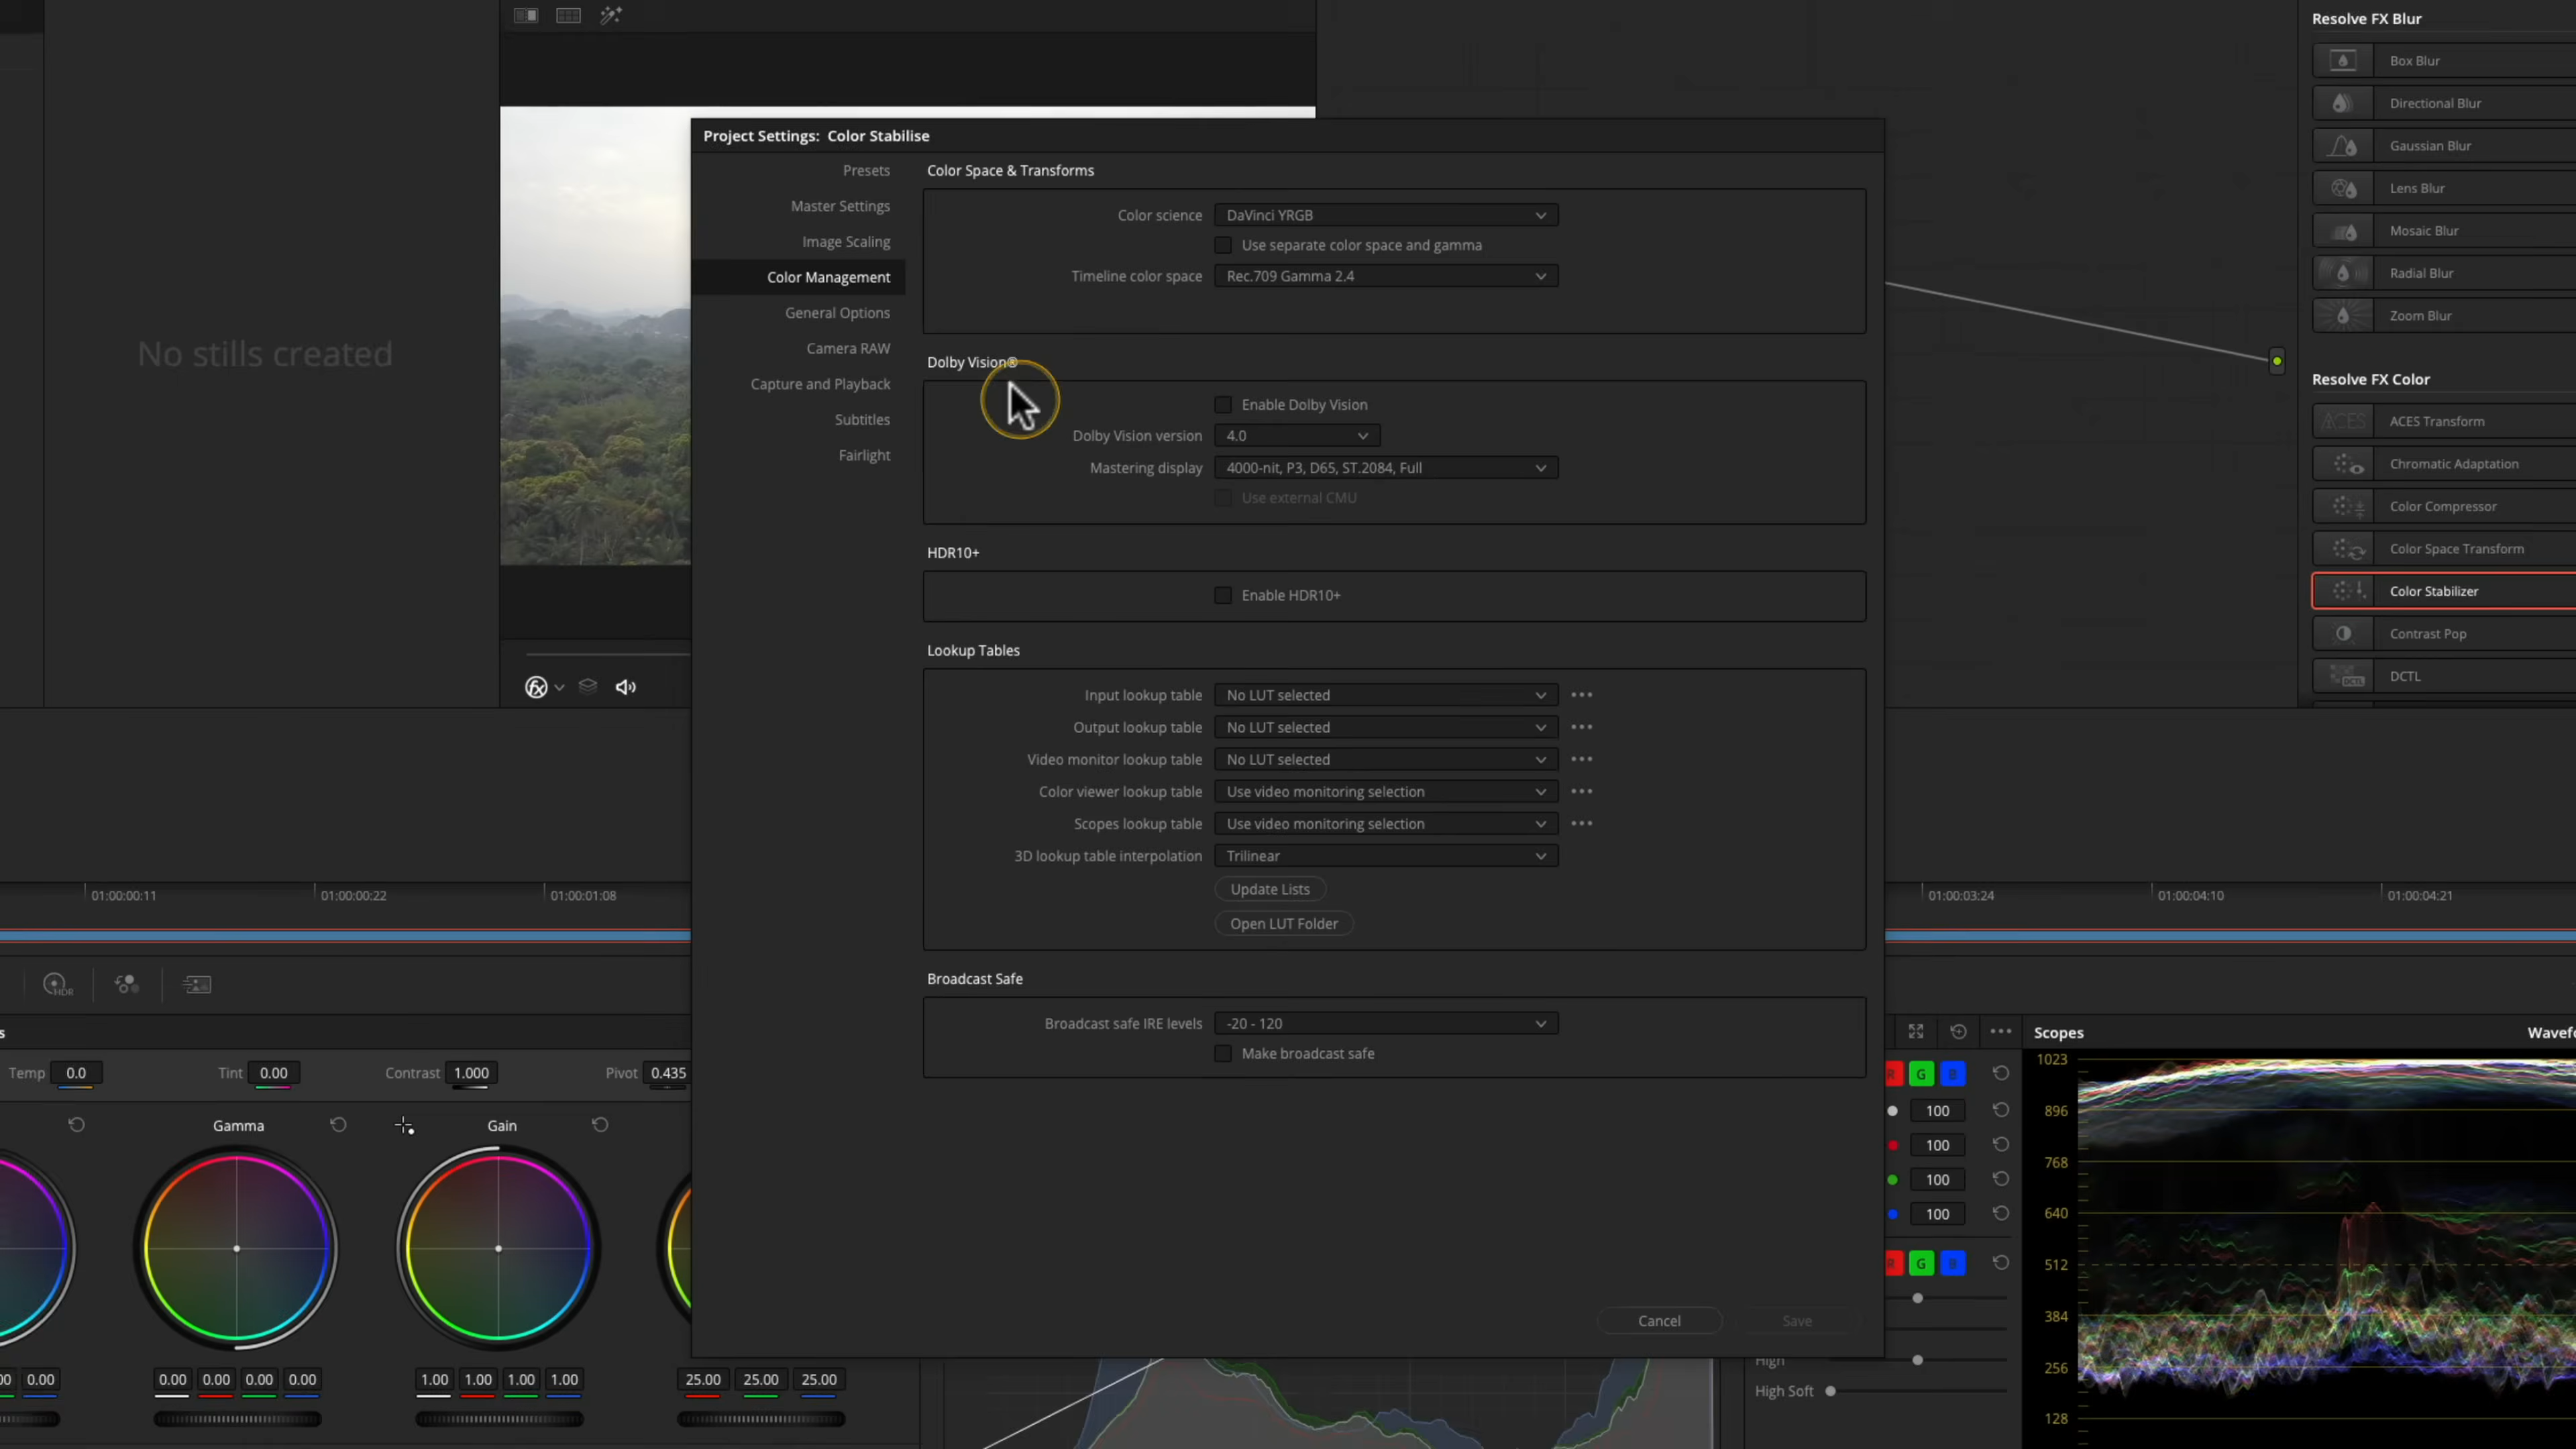 No stills created
Project Settings: Color Stabilise
Presets
Master Settings
Image Scaling
Color Management
General Options
Camera RAW
Capture and Playback
Subtitles
Fairlight
Color Space & Transforms
Color science DaVinci YRGB
Use separate color space and gamma
Timeline color space Rec.709 Gamma 2.4
Dolby Vision®
Enable Dolby Vision
Dolby Vision version 4.0
Mastering display 4000-nit, P3, D65, ST.2084, Full
Use external CMU
HDR10+
Enable HDR10+
Lookup Tables
Input lookup table No LUT selected
Output lookup table No LUT selected
Video monitor lookup table No LUT selected
Color viewer lookup table Use video monitoring selection
Scopes lookup table Use video monitoring selection
3D lookup table interpolation Trilinear
Update Lists
Open LUT Folder
Broadcast Safe
Broadcast safe IRE levels -20 - 120
Make broadcast safe
Cancel
Save
Resolve FX Blur
Box Blur
Directional Blur
Gaussian Blur
Lens Blur
Mosaic Blur
Radial Blur
Zoom Blur
Resolve FX Color
ACES ACES Transform
Chromatic Adaptation
Color Compressor
Color Space Transform
Color Stabilizer
Contrast Pop
DCTL DCTL
fx
01:00:00:11 01:00:00:22 01:00:01:08 01:00:03:24 01:00:04:10 01:00:04:21
HDR
s
Temp 0.0 Tint 0.00 Contrast 1.000 Pivot 0.435
Gamma Gain
00 0.00 0.00 0.00 0.00 0.00 1.00 1.00 1.00 1.00 25.00 25.00 25.00
R G B
100
100
100
100
R G B
High
High Soft
Scopes Wavefo
1023
896
768
640
512
384
256
128